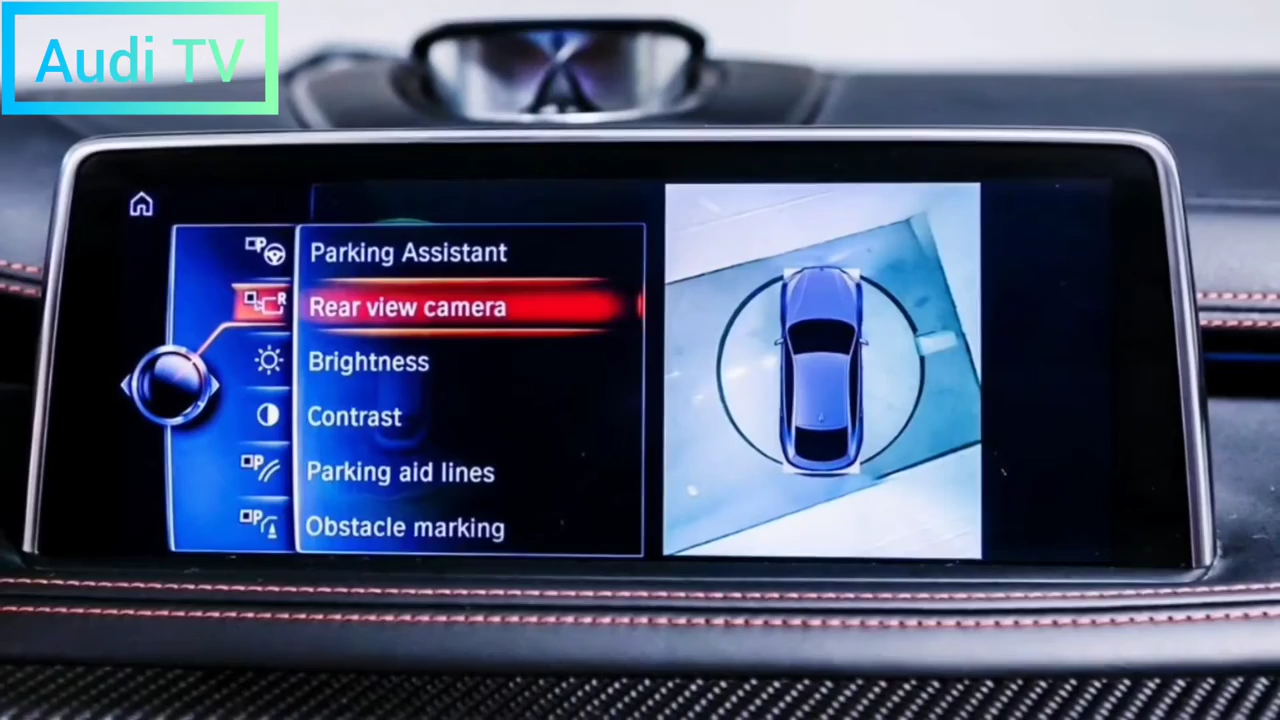 Audi TV
Parking Assistant
Rear view camera
Brightness
Contrast
Parking aid lines
Obstacle marking